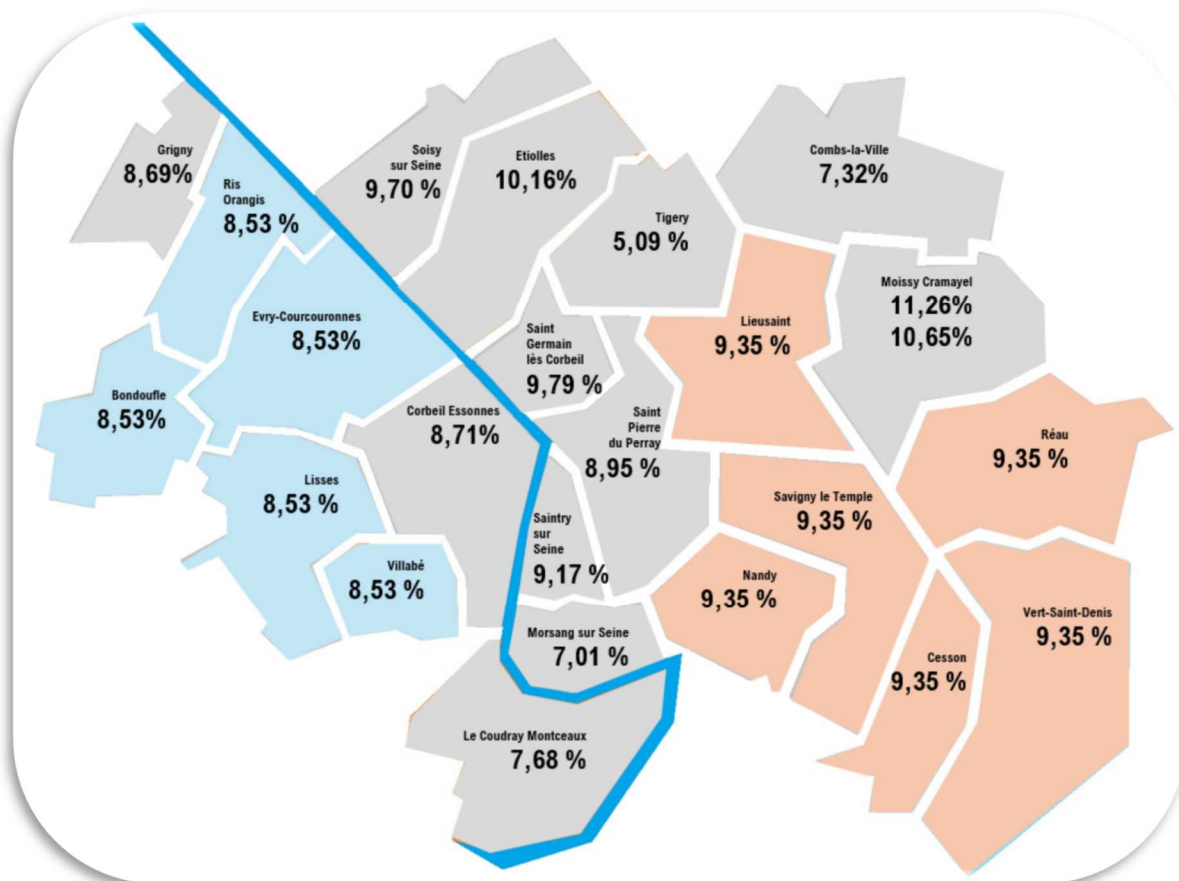 Grigny
8,69%
Ris
Orangis
8,53 %
Soisy
sur Seine
9,70 %
Etiolles
10,16%
Tigery
5,09 %
Combs-la-Ville
7,32%
Moissy Cramayel
11,26%
10,65%
Evry-Courcouronnes
8,53%
Saint
Germain
lès Corbeil
9,79 %
Lieusaint
9,35 %
Bondoufle
8,53%
Corbeil Essonnes
8,71%
Saint
Pierre
du Perray
8,95 %
Réau
9,35 %
Lisses
8,53 %
Savigny le Temple
9,35 %
Saintry
sur
Seine
9,17 %
Villabé
8,53 %
Nandy
9,35 %
Vert-Saint-Denis
9,35 %
Morsang sur Seine
7,01 %
Cesson
9,35 %
Le Coudray Montceaux
7,68 %